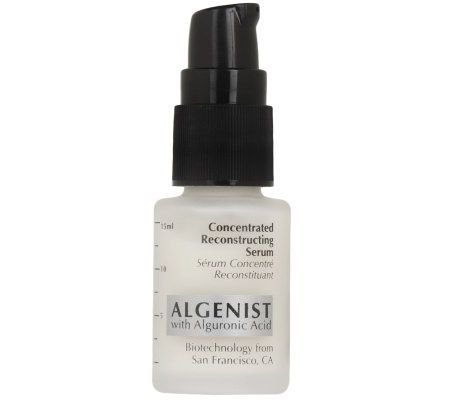 15ml
Concentrated
Reconstructing
Serum
Sérum Concentré
Reconstituant
10
ALGENIST
with Alguronic Acid
5
Biotechnology from
San Francisco, CA